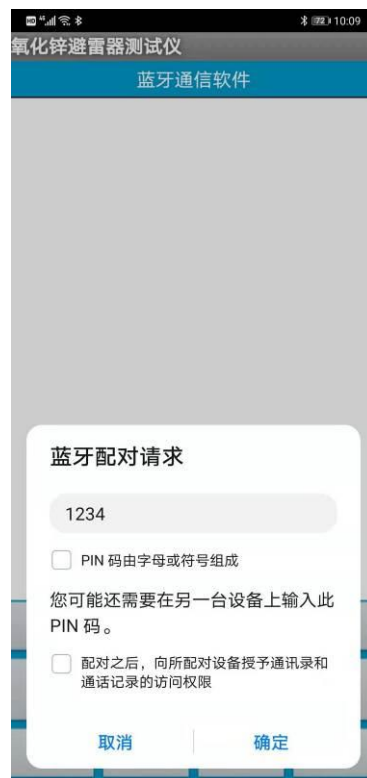 HD 4G 72 10:09
氧化锌避雷器测试仪
蓝牙通信软件
蓝牙配对请求
1234
PIN 码由字母或符号组成
您可能还需要在另一台设备上输入此
PIN 码。
配对之后，向所配对设备授予通讯录和
通话记录的访问权限
取消 确定